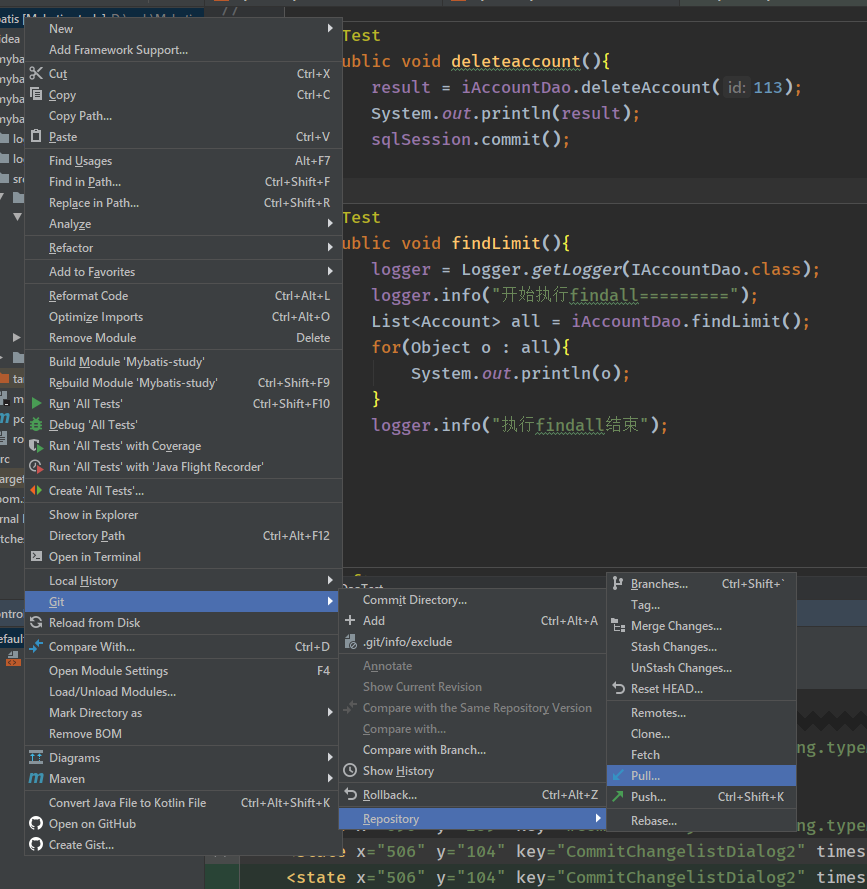 //
New
Add Framework Support...
Cut Ctrl+X
Copy Ctrl+C
Copy Path...
Paste Ctrl+V
Find Usages Alt+F7
Find in Path... Ctrl+Shift+F
Replace in Path... Ctrl+Shift+R
Analyze
Refactor
Add to Favorites
Reformat Code Ctrl+Alt+L
Optimize Imports Ctrl+Alt+O
Remove Module Delete
Build Module 'Mybatis-study'
Rebuild Module 'Mybatis-study' Ctrl+Shift+F9
Run 'All Tests' Ctrl+Shift+F10
Debug 'All Tests'
Run 'All Tests' with Coverage
Run 'All Tests' with 'Java Flight Recorder'
Create 'All Tests'...
Show in Explorer
Directory Path Ctrl+Alt+F12
Open in Terminal
Local History
Git
Reload from Disk
Compare With... Ctrl+D
Open Module Settings F4
Load/Unload Modules...
Mark Directory as
Remove BOM
Diagrams
Maven
Convert Java File to Kotlin File Ctrl+Alt+Shift+K
Open on GitHub
Create Gist...
Test
ublic void deleteaccount(){
result = iAccountDao.deleteAccount( id: 113);
System.out.println(result);
sqlSession.commit();
Test
ublic void findLimit(){
logger = Logger.getLogger(IAccountDao.class);
logger.info("开始执行findall=========");
List<Account> all = iAccountDao.findLimit();
for(Object o : all){
System.out.println(o);
}
logger.info("执行findall结束");
Commit Directory...
Add Ctrl+Alt+A
.git/info/exclude
Annotate
Show Current Revision
Compare with the Same Repository Version
Compare with...
Compare with Branch...
Show History
Rollback... Ctrl+Alt+Z
Repository
Branches... Ctrl+Shift+`
Tag...
Merge Changes...
Stash Changes...
UnStash Changes...
Reset HEAD...
Remotes...
Clone...
Fetch
Pull...
Push... Ctrl+Shift+K
Rebase...
ng.type
<state x="506" y="104" key="CommitChangelistDialog2" times
<state x="506" y="104" key="CommitChangelistDialog2" times